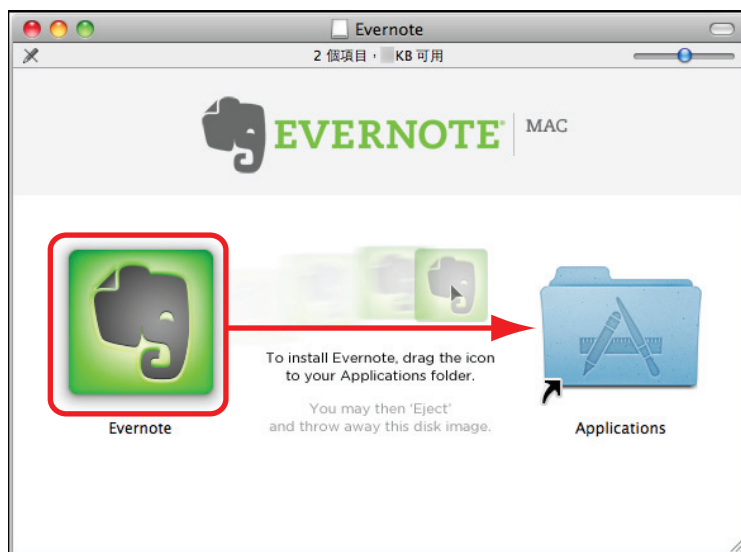 Evernote
2 個項目， KB 可用
EVERNOTE® MAC
To install Evernote, drag the icon
to your Applications folder.
You may then 'Eject'
and throw away this disk image.
Evernote
Applications